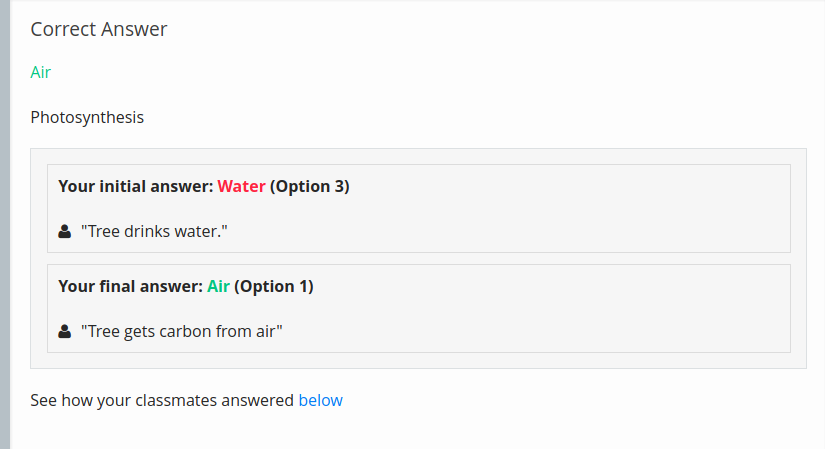 Correct Answer
Air
Photosynthesis
Your initial answer: Water (Option 3)
"Tree drinks water."
Your final answer: Air (Option 1)
"Tree gets carbon from air"
See how your classmates answered below